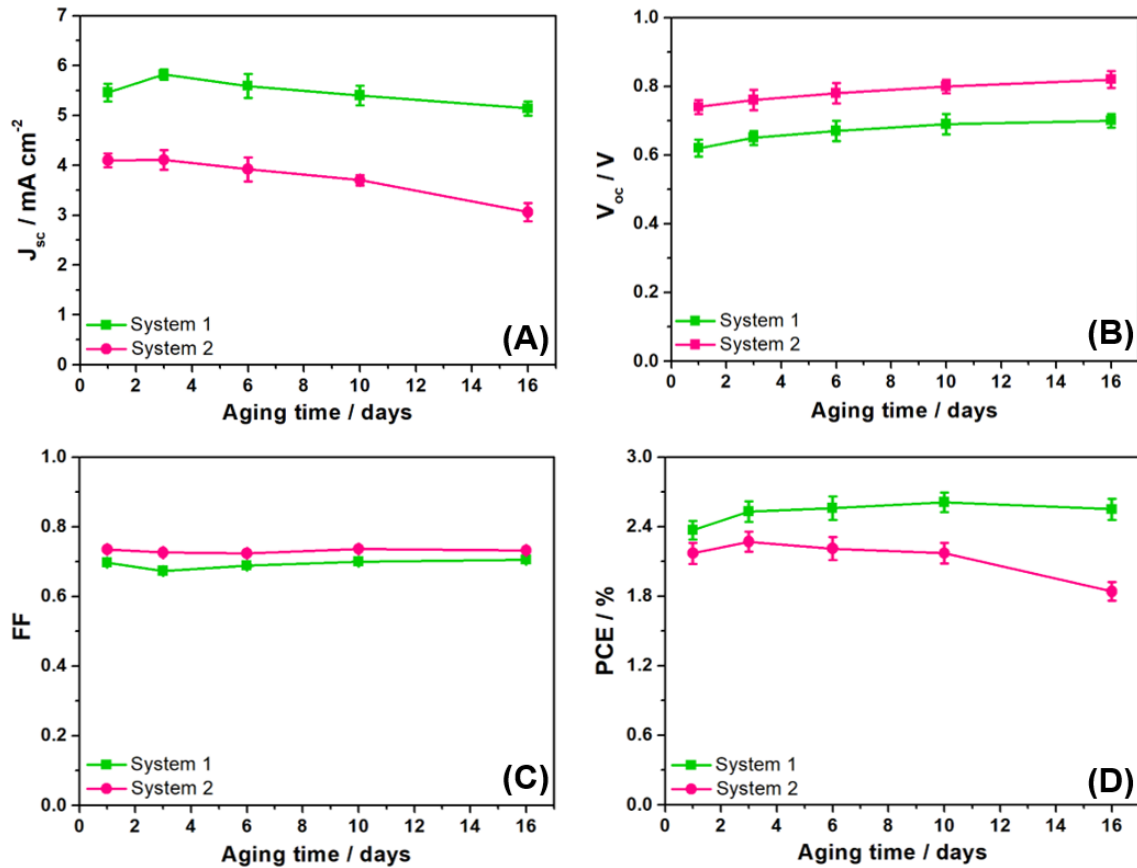 7
6
5
4
3
2
1
0
J_sc / mA cm^-2
System 1
System 2
(A)
0 2 4 6 8 10 12 14 16
Aging time / days
1.0
0.8
0.6
0.4
0.2
0.0
V_oc / V
System 1
System 2
(B)
0 2 4 6 8 10 12 14 16
Aging time / days
1.0
0.8
0.6
0.4
0.2
0.0
FF
System 1
System 2
(C)
0 2 4 6 8 10 12 14 16
Aging time / days
3.0
2.4
1.8
1.2
0.6
0.0
PCE / %
System 1
System 2
(D)
0 2 4 6 8 10 12 14 16
Aging time / days